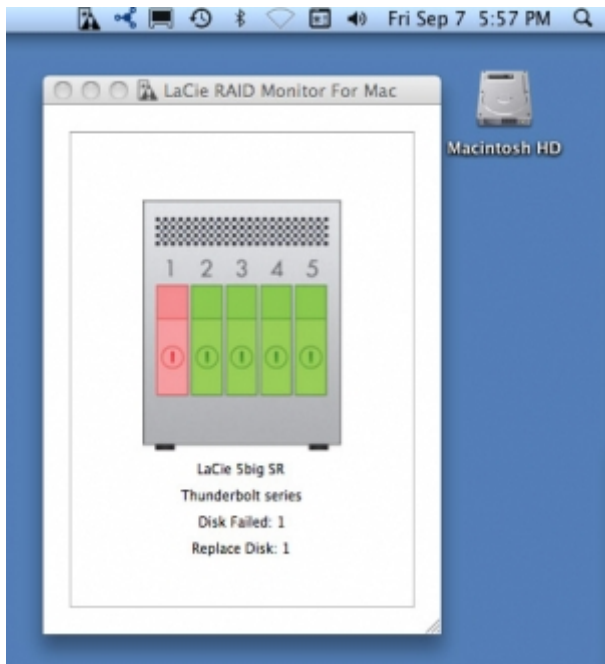 Fri Sep 7 5:57 PM
LaCie RAID Monitor For Mac
Macintosh HD
1 2 3 4 5
LaCie 5big SR
Thunderbolt series
Disk Failed: 1
Replace Disk: 1